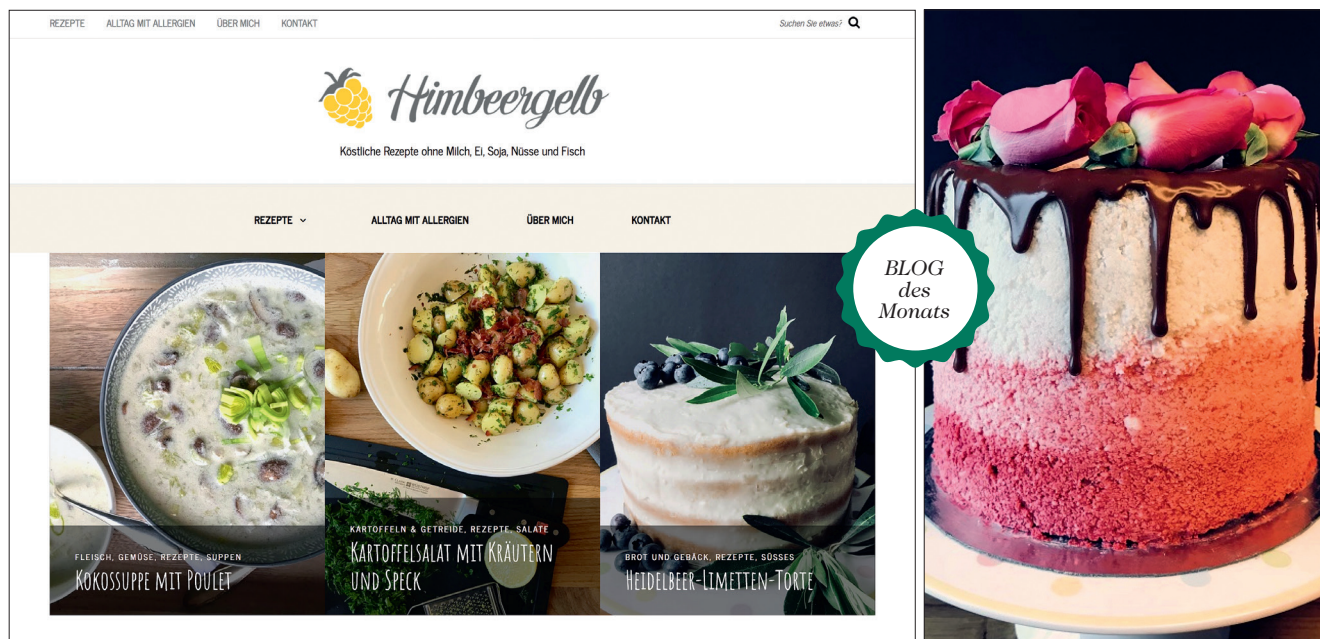 REZEPTE ALLTAG MIT ALLERGIEN ÜBER MICH KONTAKT Suchen Sie etwas?
Himbeergelb
Köstliche Rezepte ohne Milch, Ei, Soja, Nüsse und Fisch
REZEPTE ALLTAG MIT ALLERGIEN ÜBER MICH KONTAKT
BLOG
des
Monats
FLEISCH, GEMÜSE, REZEPTE, SUPPEN
KOKOSSUPPE MIT POULET
KARTOFFELN & GETREIDE, REZEPTE, SALATE
KARTOFFELSALAT MIT KRÄUTERN
UND SPECK
BROT UND GEBÄCK, REZEPTE, SÜSSES
HEIDELBEER-LIMETTEN-TORTE